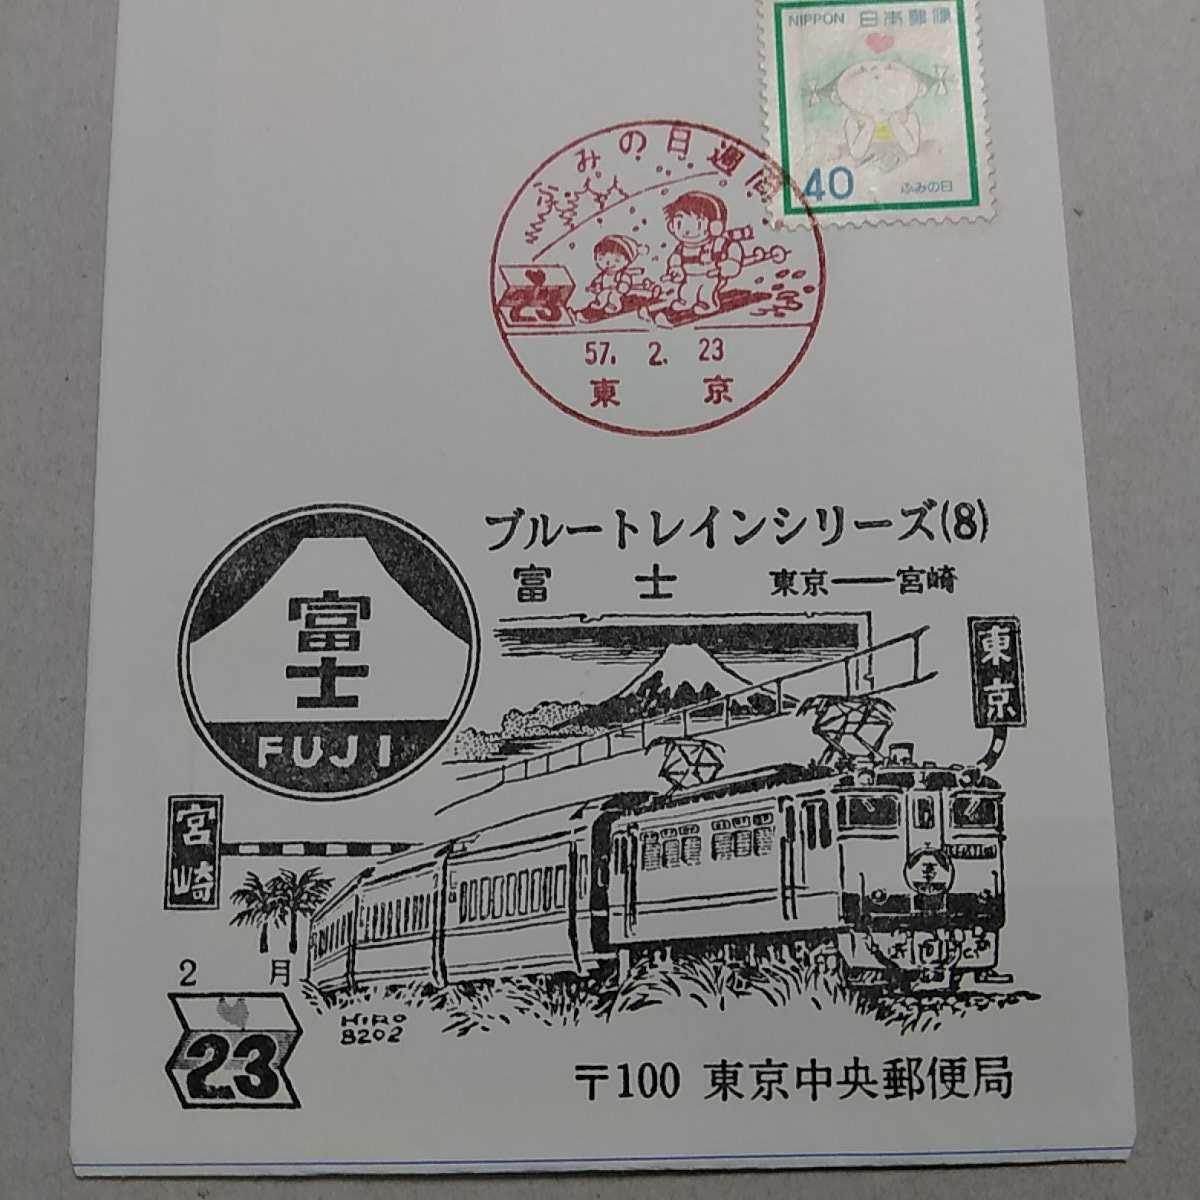 NIPPON 日本郵便
40 ふみの日
ふみの日週間
23
57. 2. 23
東京
ブルートレインシリーズ(8)
富士 東京──宮崎
富士
FUJI
東京
宮崎
2月
23
HIRO
8202
〒100 東京中央郵便局